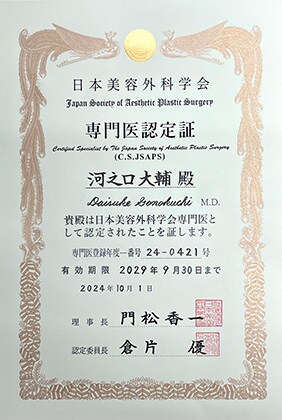 日本美容外科学会
Japan Society of Aesthetic Plastic Surgery
専門医認定証
Certified Specialist by The Japan Society of Aesthetic Plastic Surgery
(C.S.JSAPS)
河之口大輔 殿
Daisuke Gonokuchi M.D.
貴殿は日本美容外科学会専門医と
して認定されたことを証します。
専門医登録年度―番号 24-0421号
有効期限 2029年9月30日まで
2024年10月1日
理事長 門松香一
認定委員長 倉片 優